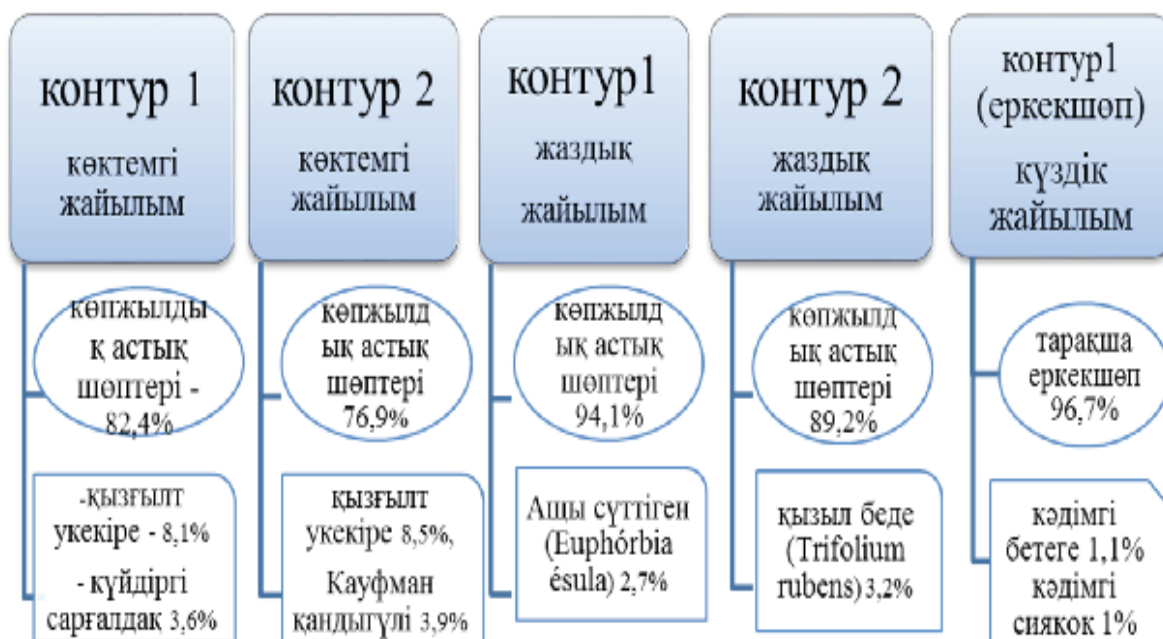 контур 1
көктемгі
жайылым
көпжылды
қ астық
шөптері -
82,4%
-қызғылт
укекіре - 8,1%
- күйдіргі
сарғалдақ 3,6%
контур 2
көктемгі
жайылым
көпжылд
ық астық
шөптері
76,9%
қызғылт
укекіре 8,5%,
Кауфман
қандыгүлі 3,9%
контур1
жаздық
жайылым
көпжылд
ық астық
шөптері
94,1%
Ащы сүттіген
(Euphórbia
ésula) 2,7%
контур 2
жаздық
жайылым
көпжылд
ық астық
шөптері
89,2%
қызыл беде
(Trifolium
rubens) 3,2%
контур1
(еркекшөп)
күздік
жайылым
тарақша
еркекшөп
96,7%
кәдімгі
бетеге 1,1%
кәдімгі
сиякоқ 1%